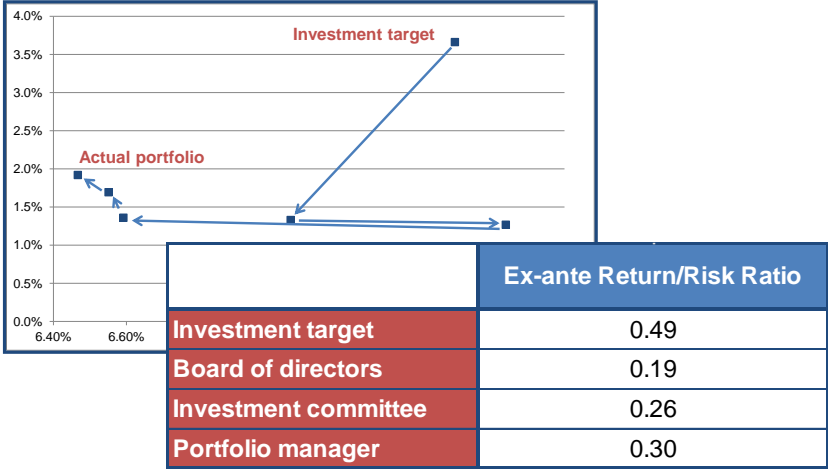 4.0%
Investment target
3.5%
3.0%
2.5%
Actual portfolio
2.0%
1.5%
1.0%
0.5%
0.0%
6.40% 6.60%
Ex-ante Return/Risk Ratio
Investment target 0.49
Board of directors 0.19
Investment committee 0.26
Portfolio manager 0.30